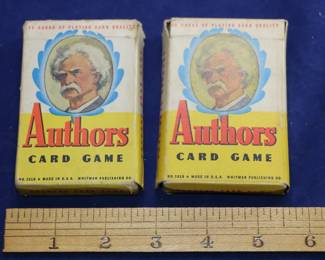 CARDS OF PLAYING CARD QUALITY
Authors
CARD GAME
MADE IN U.S.A. WHITMAN PUBLISHING CO.
CARDS OF PLAYING CARD QUALITY
Authors
CARD GAME
MADE IN U.S.A. WHITMAN PUBLISHING CO.
1 2 3 4 5 6